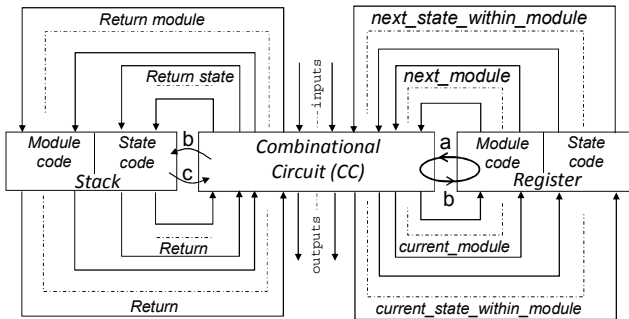 Return module
next_state_within_module
Return state
inputs
next_module
Module code
State code
b
c
Stack
Combinational Circuit (CC)
a
b
Module code
State code
Register
Return
outputs
current_module
Return
current_state_within_module